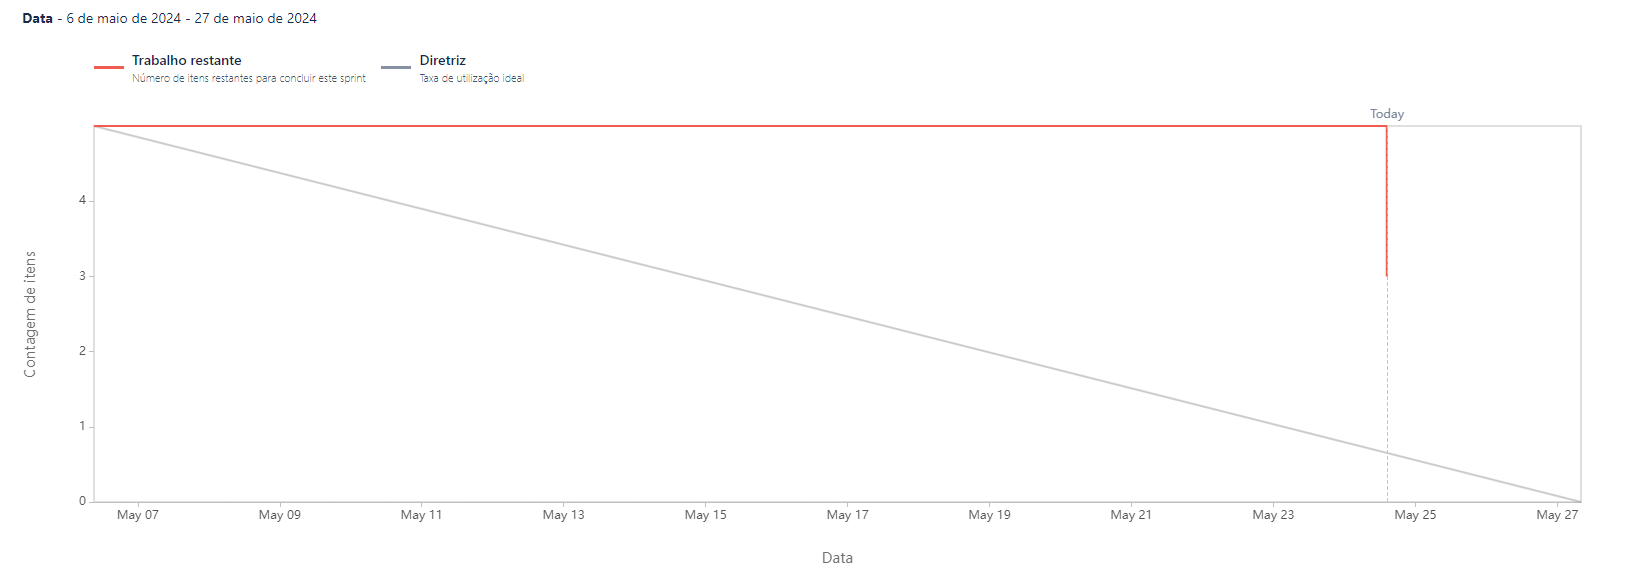 Data - 6 de maio de 2024 - 27 de maio de 2024
Trabalho restante
Número de itens restantes para concluir este sprint
Diretriz
Taxa de utilização ideal
Today
4
3
2
1
0
Contagem de itens
May 07
May 09
May 11
May 13
May 15
May 17
May 19
May 21
May 23
May 25
May 27
Data